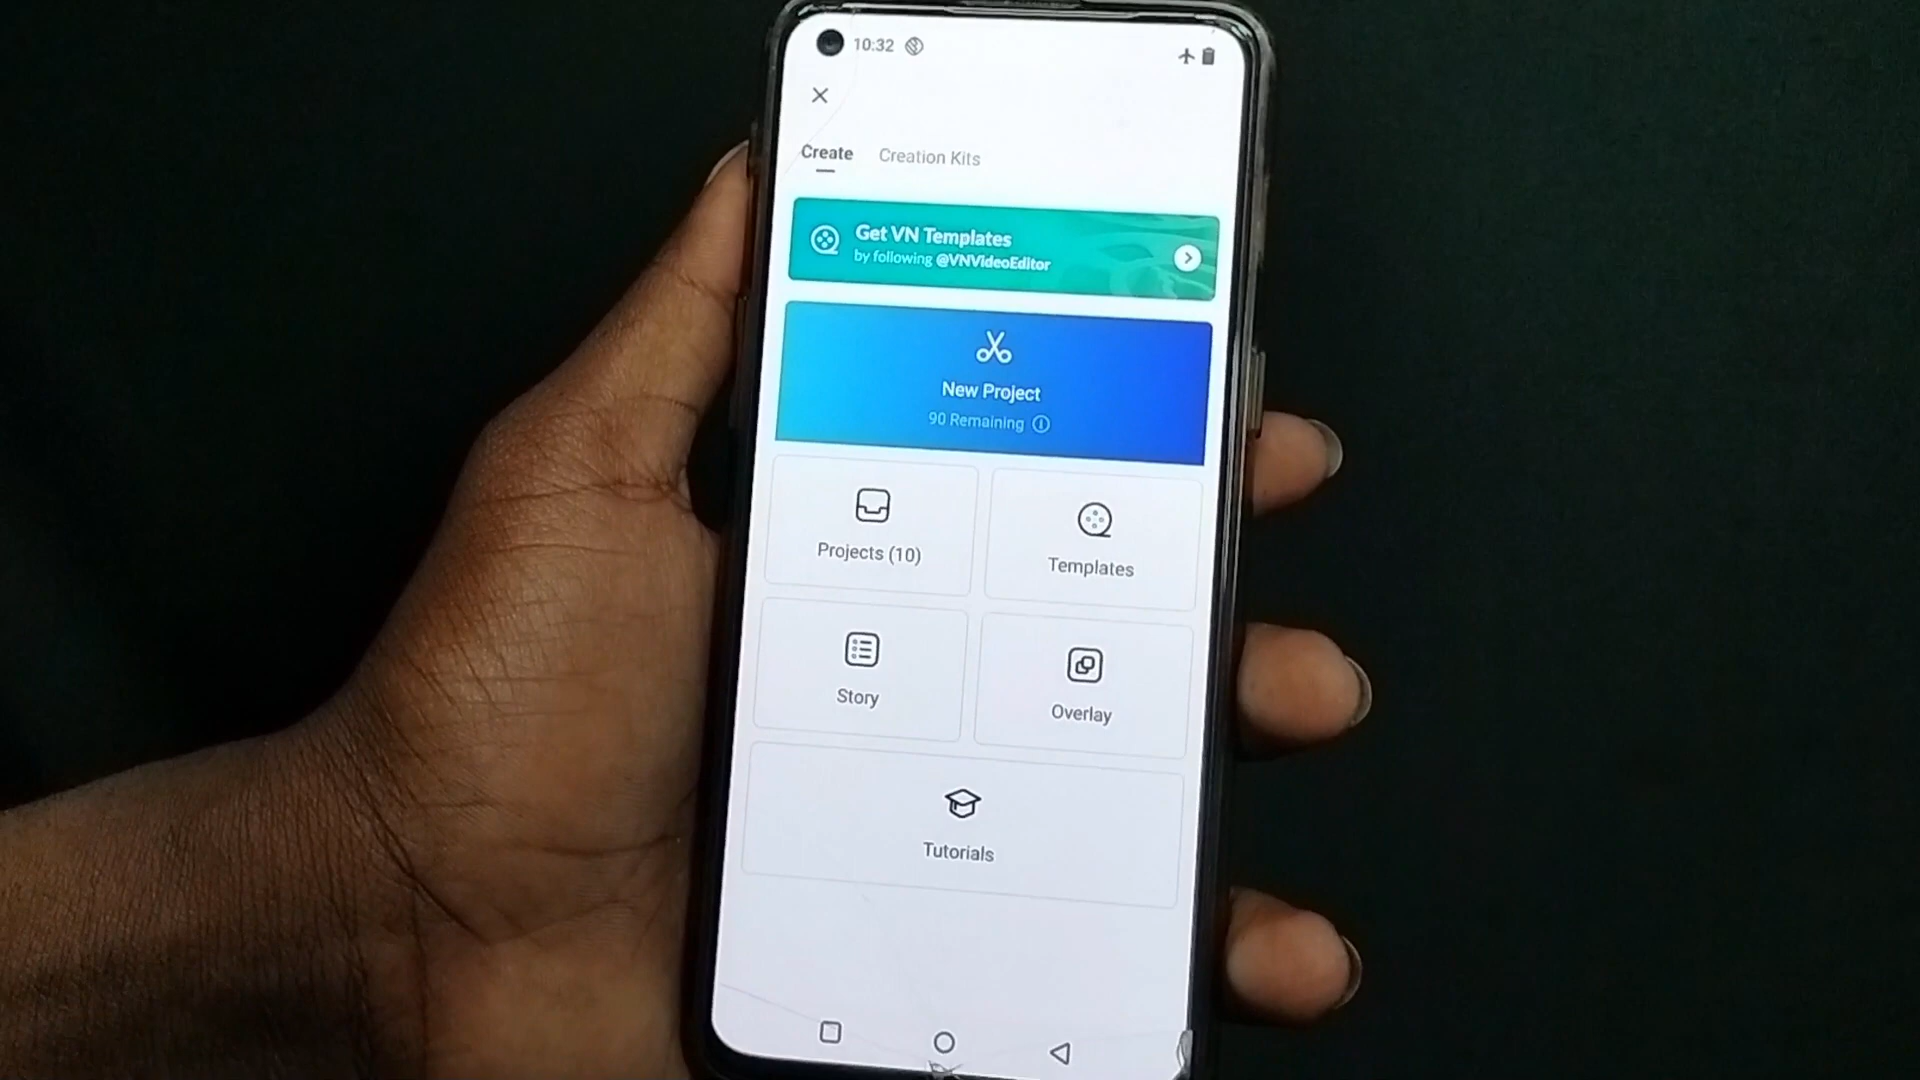 10:32
Create Creation Kits
Get VN Templates
by following @VNVideoEditor
New Project
90 Remaining
Projects (10)
Templates
Story
Overlay
Tutorials